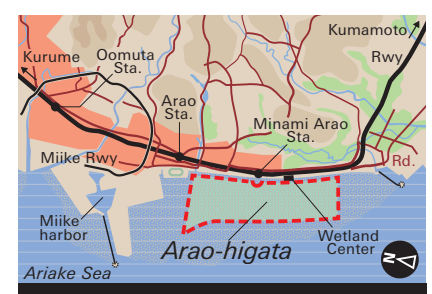 Kumamoto
Kurume
Oomuta
Sta.
Rwy
Arao
Sta.
Minami Arao
Sta.
Miike Rwy
Rd.
Miike
harbor
Arao-higata
Wetland
Center
Ariake Sea
N